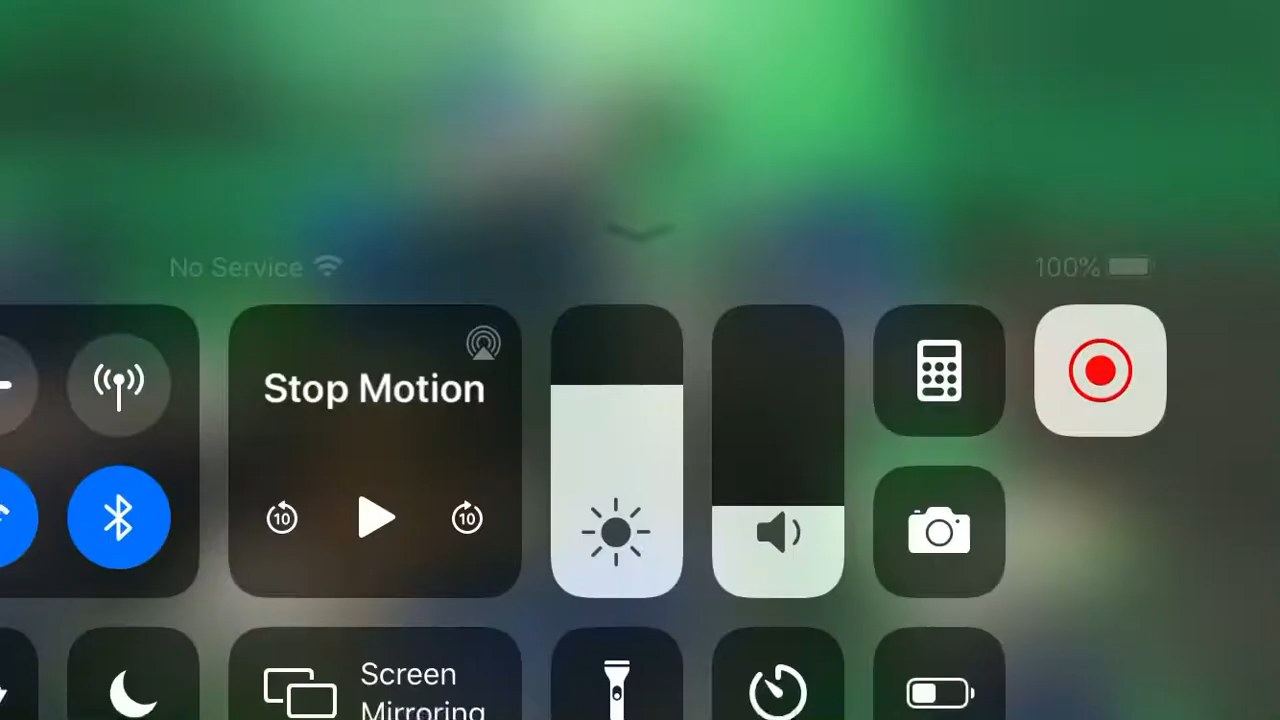 No Service
100%
Stop Motion
10
10
Screen
Mirroring